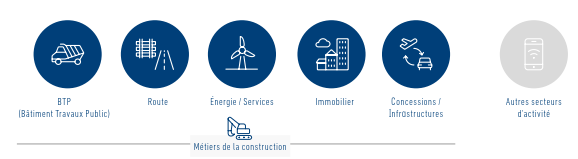 BTP
(Bâtiment Travaux Public)
Route
Énergie / Services
Immobilier
Concessions /
Infrastructures
Autres secteurs
d'activité
Métiers de la construction